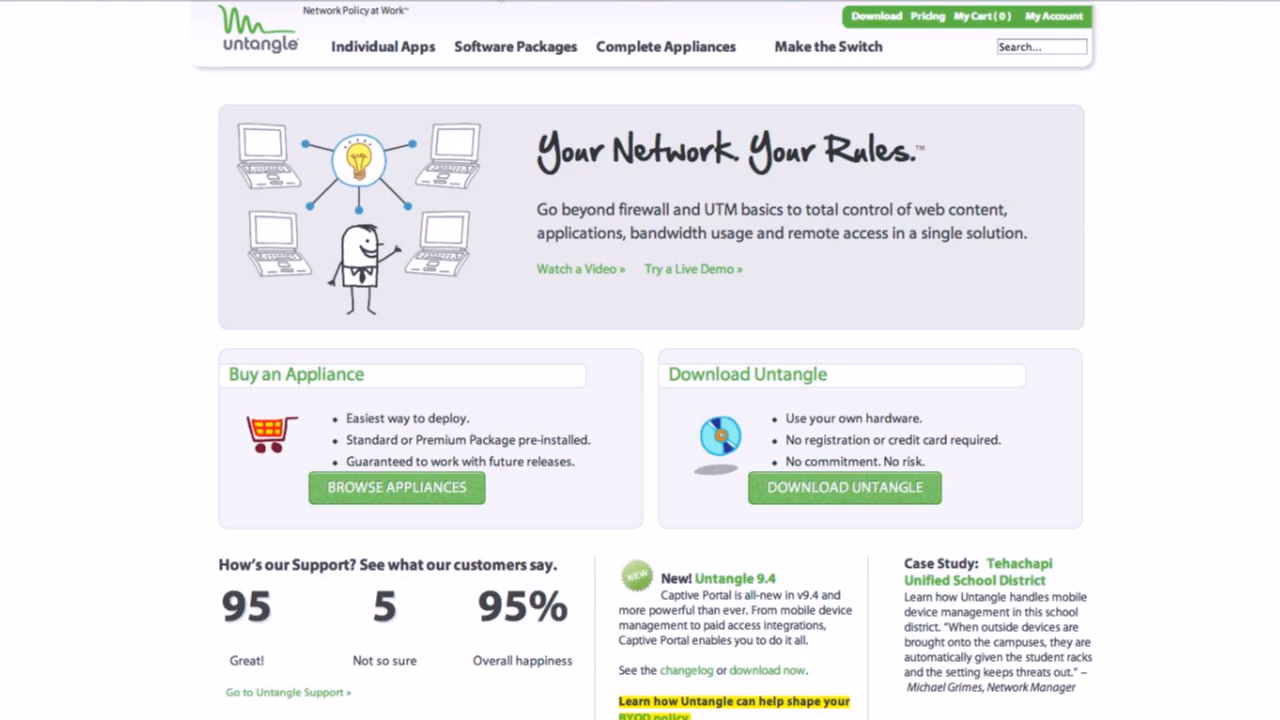 Network Policy at Work™
untangle
Download Pricing My Cart ( 0 ) My Account
Individual Apps Software Packages Complete Appliances Make the Switch
Search...
Your Network. Your Rules.™
Go beyond firewall and UTM basics to total control of web content,
applications, bandwidth usage and remote access in a single solution.
Watch a Video » Try a Live Demo »
Buy an Appliance
• Easiest way to deploy.
• Standard or Premium Package pre-installed.
• Guaranteed to work with future releases.
BROWSE APPLIANCES
Download Untangle
• Use your own hardware.
• No registration or credit card required.
• No commitment. No risk.
DOWNLOAD UNTANGLE
How's our Support? See what our customers say.
95 5 95%
Great! Not so sure Overall happiness
Go to Untangle Support »
NEW
New! Untangle 9.4
Captive Portal is all-new in v9.4 and
more powerful than ever. From mobile device
management to paid access integrations,
Captive Portal enables you to do it all.
See the changelog or download now.
Learn how Untangle can help shape your
BYOD policy.
Case Study: Tehachapi
Unified School District
Learn how Untangle handles mobile
device management in this school
district. "When outside devices are
brought onto the campuses, they are
automatically given the student racks
and the setting keeps threats out." –
Michael Grimes, Network Manager